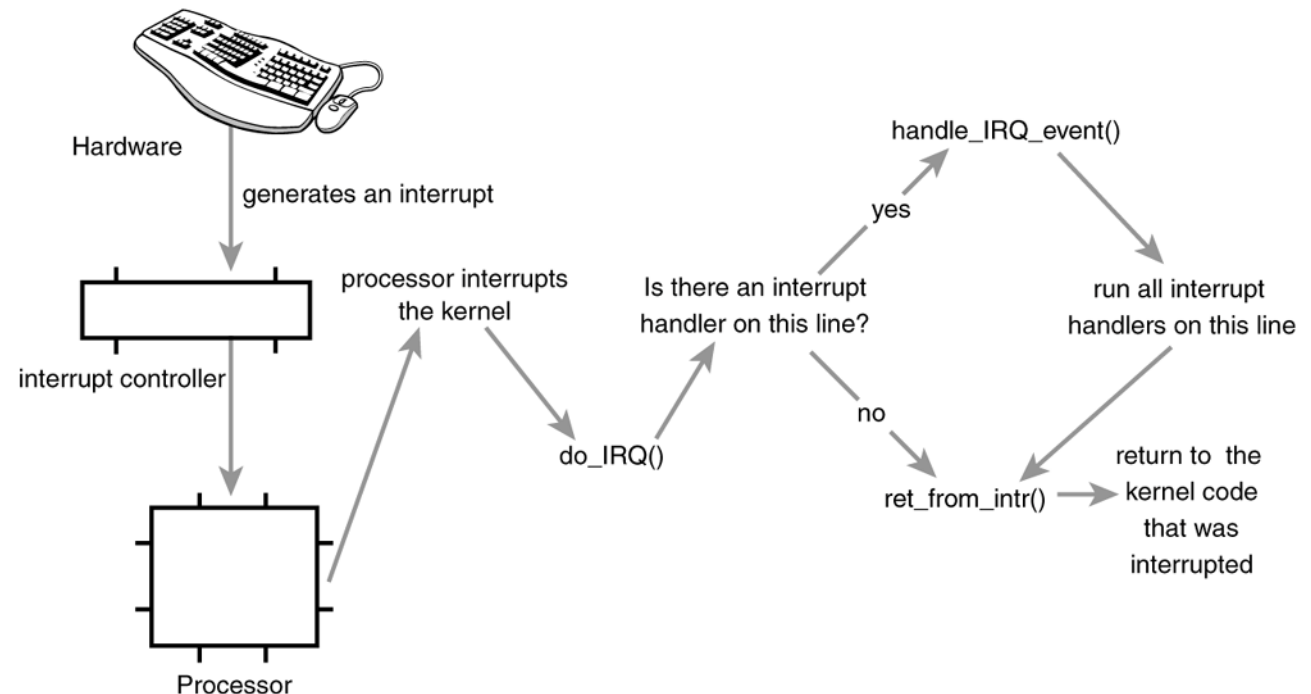 Hardware
generates an interrupt
interrupt controller
Processor
processor interrupts
the kernel
do_IRQ()
Is there an interrupt
handler on this line?
yes
no
handle_IRQ_event()
run all interrupt
handlers on this line
ret_from_intr()
return to the
kernel code
that was
interrupted